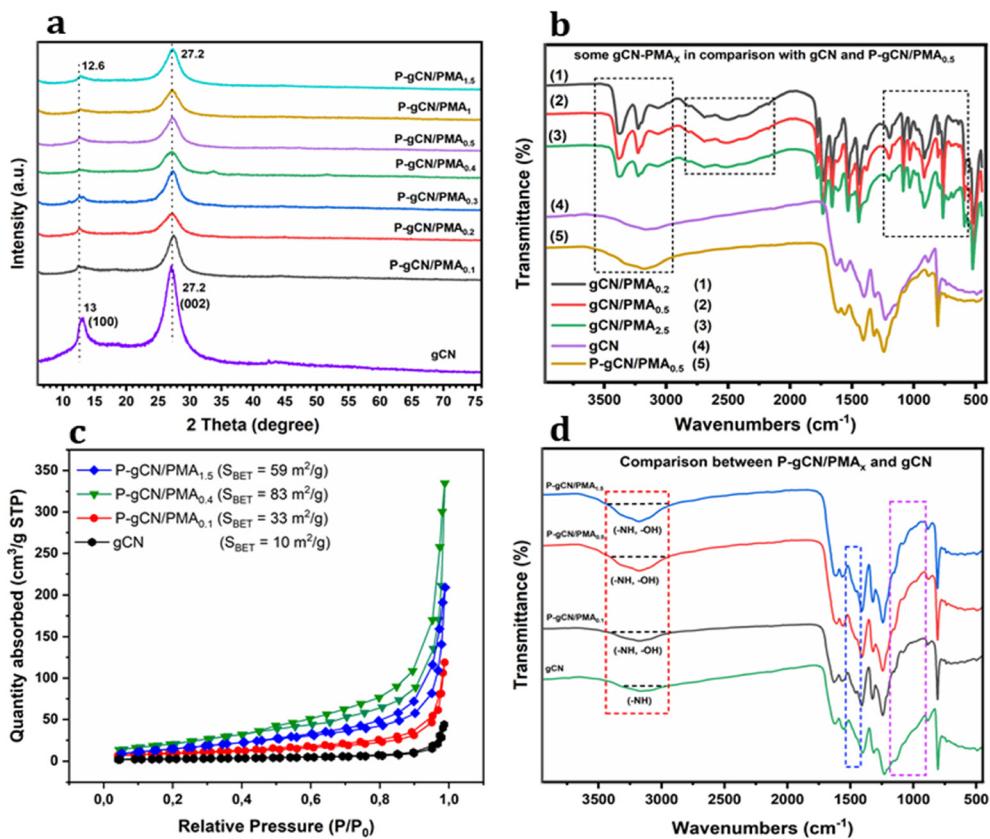 a
27.2
12.6
P-gCN/PMA1.5
P-gCN/PMA1
P-gCN/PMA0.5
P-gCN/PMA0.4
P-gCN/PMA0.3
P-gCN/PMA0.2
P-gCN/PMA0.1
27.2
(002)
13
(100)
gCN
Intensity (a.u.)
10 15 20 25 30 35 40 45 50 55 60 65 70 75
2 Theta (degree)
b
some gCN-PMAX in comparison with gCN and P-gCN/PMA0.5
(1)
(2)
(3)
(4)
(5)
gCN/PMA0.2 (1)
gCN/PMA0.5 (2)
gCN/PMA2.5 (3)
gCN (4)
P-gCN/PMA0.5 (5)
Transmittance (%)
3500 3000 2500 2000 1500 1000 500
Wavenumbers (cm-1)
c
P-gCN/PMA1.5 (SBET = 59 m2/g)
P-gCN/PMA0.4 (SBET = 83 m2/g)
P-gCN/PMA0.1 (SBET = 33 m2/g)
gCN (SBET = 10 m2/g)
350
300
250
200
150
100
50
0
Quantity absorbed (cm3/g STP)
0,0 0,2 0,4 0,6 0,8 1,0
Relative Pressure (P/P0)
d
Comparison between P-gCN/PMAx and gCN
P-gCN/PMA1.5
(-NH, -OH)
P-gCN/PMA0.5
(-NH, -OH)
P-gCN/PMA0.1
(-NH, -OH)
gCN
(-NH)
Transmittance (%)
3500 3000 2500 2000 1500 1000 500
Wavenumbers (cm-1)